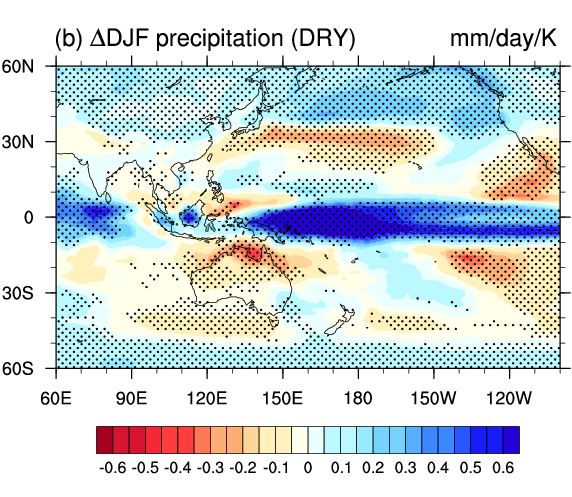 (b) ΔDJF precipitation (DRY) mm/day/K
60N
30N
0
30S
60S
60E 90E 120E 150E 180 150W 120W
-0.6 -0.5 -0.4 -0.3 -0.2 -0.1 0 0.1 0.2 0.3 0.4 0.5 0.6